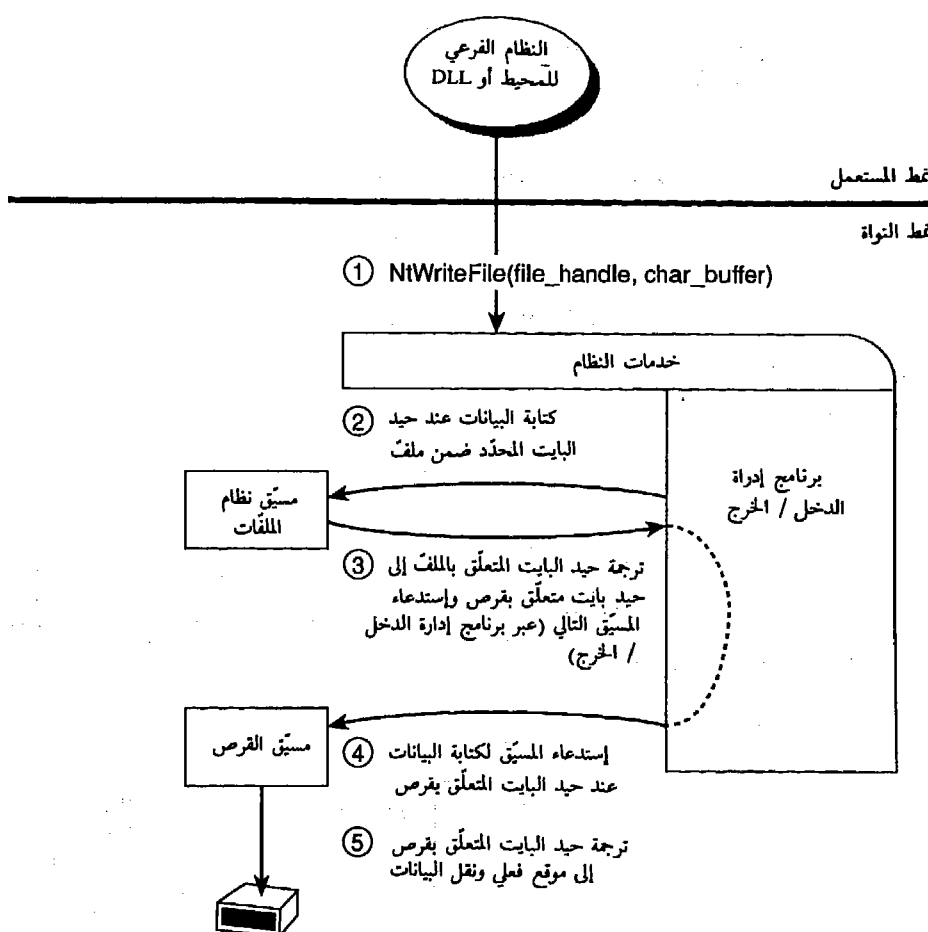 النظام الفرعي
للمحيط أو DLL
نمط المستعمل
نمط النواة
① NtWriteFile(file_handle, char_buffer)
خدمات النظام
② كتابة البيانات عند حيد
البايت المحدّد ضمن ملفّ
برنامج إدراة
الدخل / الخرج
مسيّق نظام
الملفّات
③ ترجمة حيد البايت المتعلّق بالملفّ إلى
حيد بايت متعلّق بقرص وإستدعاء
المسيّق التالي (عبر برنامج إدارة الدخل
/ الخرج)
مسيّق القرص
④ إستدعاء المسيّق لكتابة البيانات
عند حيد البايت المتعلّق بقرص
⑤ ترجمة حيد البايت المتعلّق بقرص
إلى موقع فعلي ونقل البيانات